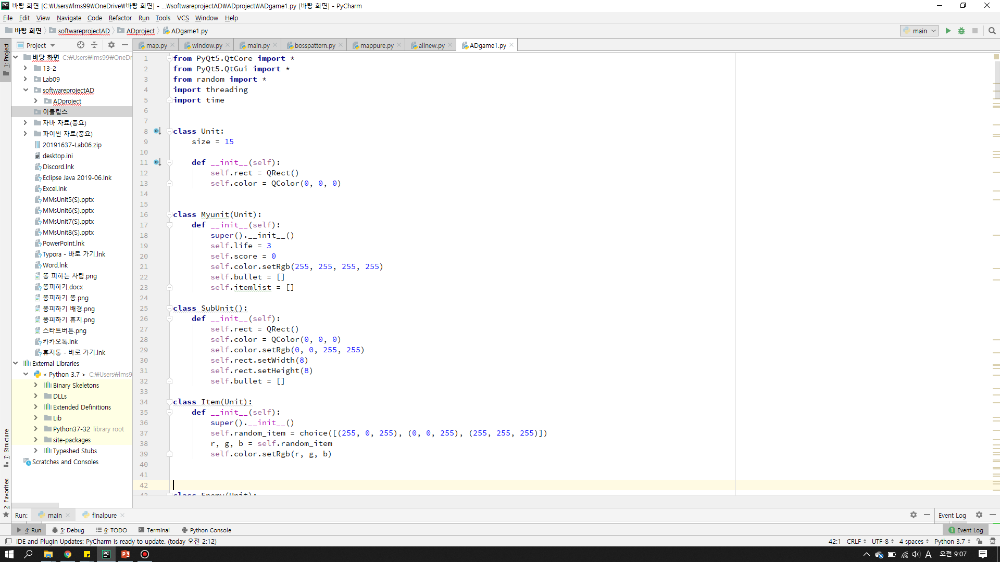 바탕 화면 [C:₩Users₩lms99₩OneDrive₩바탕 화면] - ...₩softwareprojectAD₩ADproject₩ADgame1.py [바탕 화면] - PyCharm
File Edit View Navigate Code Refactor Run Tools VCS Window Help
바탕 화면 softwareprojectAD ADproject ADgame1.py
main
1: Project
Project
map.py window.py main.py bosspattern.py mappure.py allnew.py ADgame1.py
바탕 화면 C:₩Users₩lms99₩OneDr
13-2
Lab09
softwareprojectAD
ADproject
이클립스
자바 자료(중요)
파이썬 자료(중요)
20191637-Lab06.zip
desktop.ini
Discord.lnk
Eclipse Java 2019-06.lnk
Excel.lnk
MMsUnit5(S).pptx
MMsUnit6(S).pptx
MMsUnit7(S).pptx
MMsUnit8(S).pptx
PowerPoint.lnk
Typora - 바로 가기.lnk
Word.lnk
똥 피하는 사람.png
똥피하기.docx
똥피하기 똥.png
똥피하기 배경.png
똥피하기 휴지.png
스타트버튼.png
카카오톡.lnk
휴지통 - 바로 가기.lnk
External Libraries
< Python 3.7 > C:₩Users₩lms9
Binary Skeletons
DLLs
Extended Definitions
Lib
Python37-32 library root
site-packages
Typeshed Stubs
Scratches and Consoles
7: Structure
2: Favorites
1 from PyQt5.QtCore import *
2 from PyQt5.QtGui import *
3 from random import *
4 import threading
5 import time
6
7
8 class Unit:
9 size = 15
10
11 def __init__(self):
12 self.rect = QRect()
13 self.color = QColor(0, 0, 0)
14
15
16 class Myunit(Unit):
17 def __init__(self):
18 super().__init__()
19 self.life = 3
20 self.score = 0
21 self.color.setRgb(255, 255, 255, 255)
22 self.bullet = []
23 self.itemlist = []
24
25 class SubUnit():
26 def __init__(self):
27 self.rect = QRect()
28 self.color = QColor(0, 0, 0)
29 self.color.setRgb(0, 0, 255, 255)
30 self.rect.setWidth(8)
31 self.rect.setHeight(8)
32 self.bullet = []
33
34 class Item(Unit):
35 def __init__(self):
36 super().__init__()
37 self.random_item = choice([(255, 0, 255), (0, 0, 255), (255, 255, 255)])
38 r, g, b = self.random_item
39 self.color.setRgb(r, g, b)
40
41
42
43 class Enemy(Unit):
Run: main finalpure Event Log
4: Run 5: Debug 6: TODO Terminal Python Console 1 Event Log
IDE and Plugin Updates: PyCharm is ready to update. (today 오전 2:12) 42:1 CRLF UTF-8 4 spaces Python 3.7
A 오전 9:07